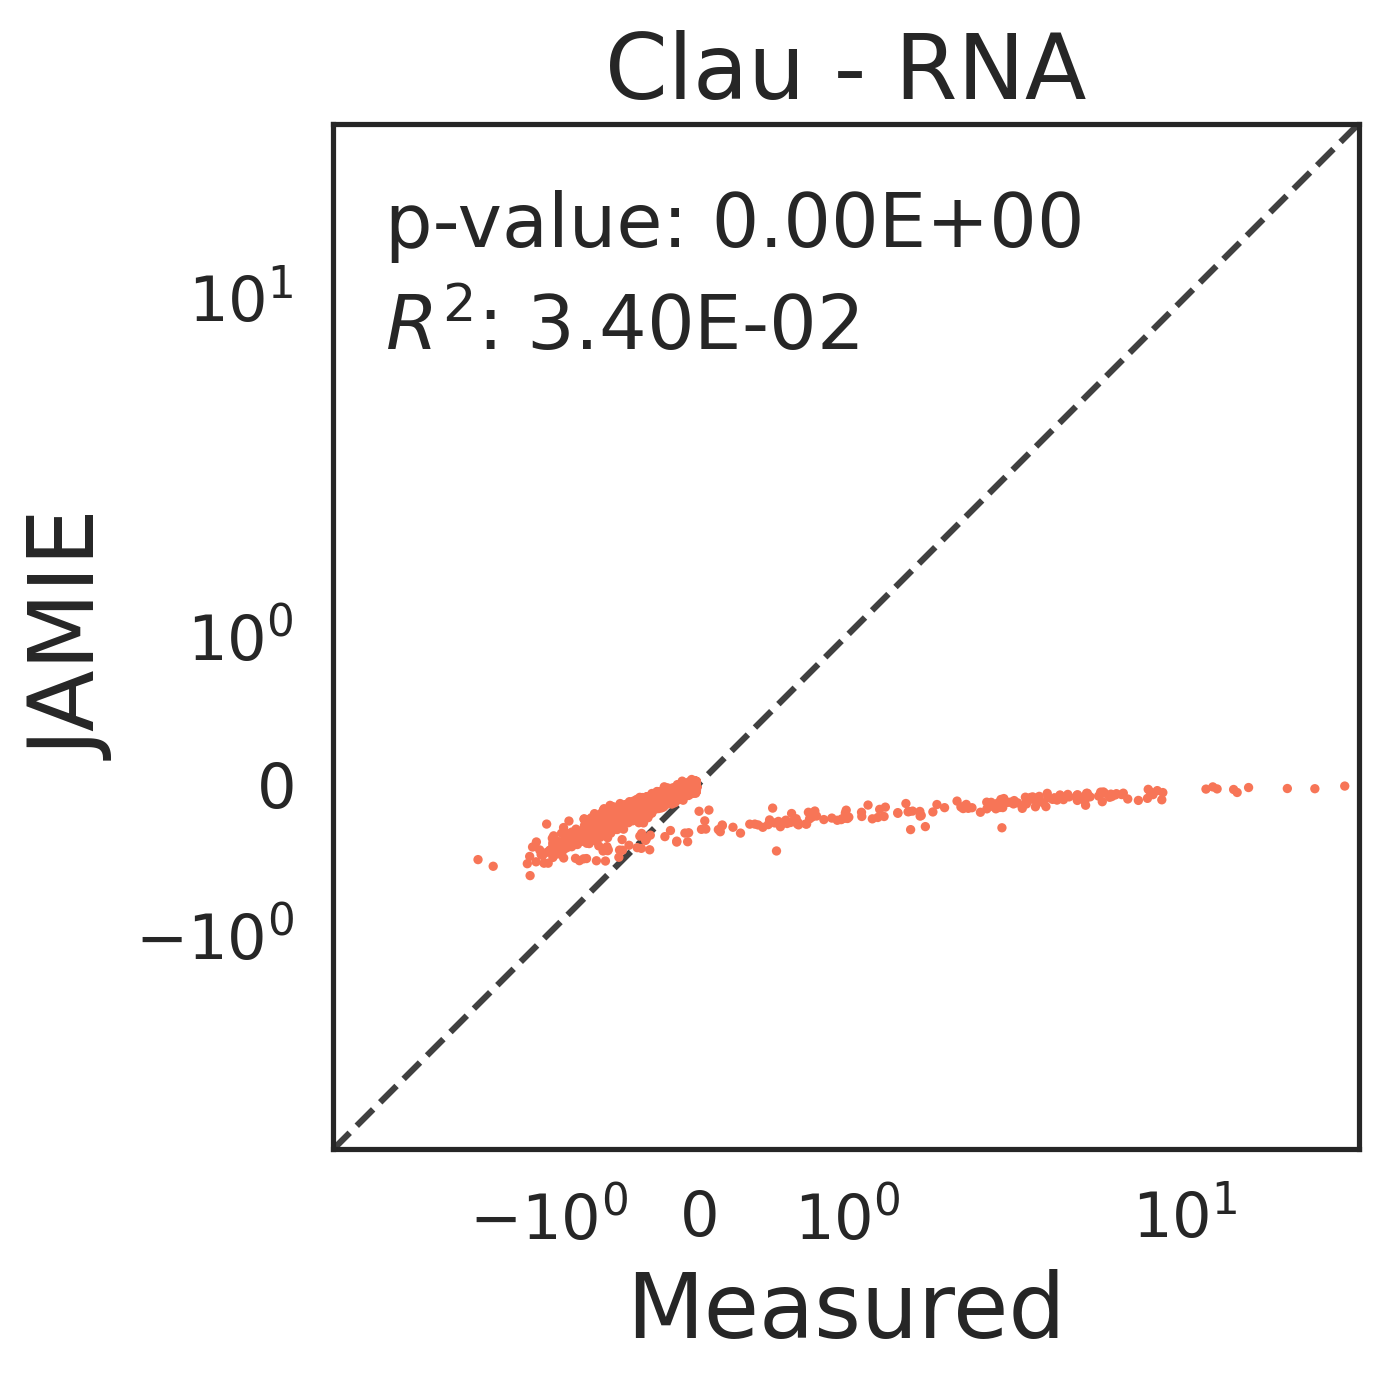 Clau - RNA
p-value: 0.00E+00
R²: 3.40E-02
10¹
10⁰
0
−10⁰
JAMIE
−10⁰ 0 10⁰ 10¹
Measured